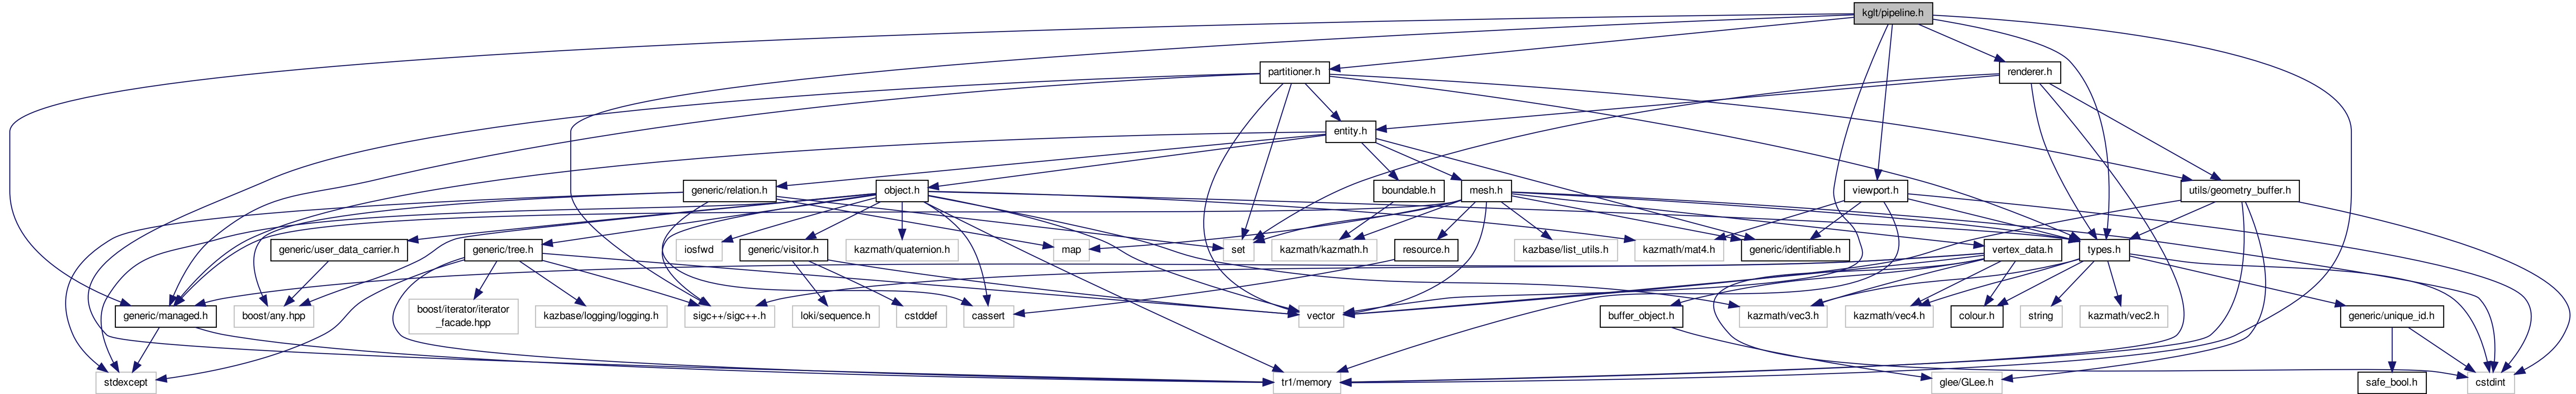 kglt/pipeline.h
partitioner.h
renderer.h
entity.h
generic/relation.h
object.h
boundable.h
mesh.h
viewport.h
utils/geometry_buffer.h
generic/user_data_carrier.h
generic/tree.h
iosfwd
generic/visitor.h
kazmath/quaternion.h
map
set
kazmath/kazmath.h
resource.h
kazbase/list_utils.h
kazmath/mat4.h
generic/identifiable.h
vertex_data.h
types.h
generic/managed.h
boost/any.hpp
boost/iterator/iterator
_facade.hpp
kazbase/logging/logging.h
sigc++/sigc++.h
loki/sequence.h
cstddef
cassert
vector
buffer_object.h
kazmath/vec3.h
kazmath/vec4.h
colour.h
string
kazmath/vec2.h
generic/unique_id.h
stdexcept
tr1/memory
glee/GLee.h
safe_bool.h
cstdint